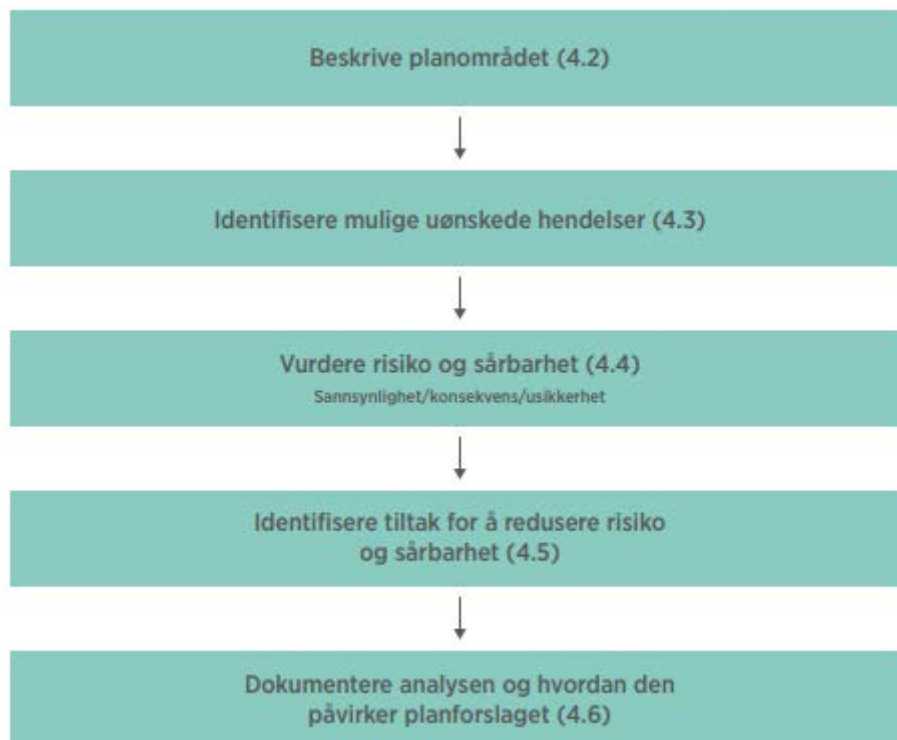 Beskrive planområdet (4.2)
Identifisere mulige uønskede hendelser (4.3)
Vurdere risiko og sårbarhet (4.4)
Sannsynlighet/konsekvens/usikkerhet
Identifisere tiltak for å redusere risiko
og sårbarhet (4.5)
Dokumentere analysen og hvordan den
påvirker planforslaget (4.6)